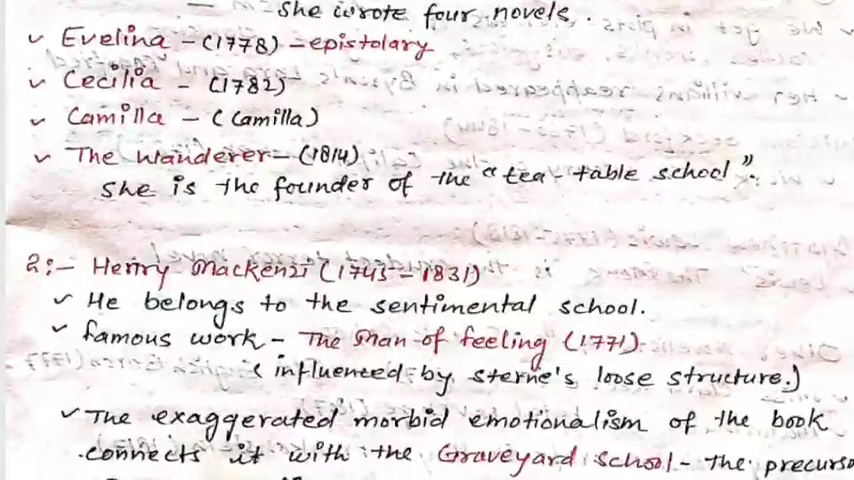 — She wrote four novels.
✓ Evelina – (1778) – epistolary
✓ Cecilia – (1782)
✓ Camilla – (Camilla)
✓ The Wanderer – (1814)
She is the founder of the "tea-table school".
2:– Henry Mackenzi (1745 – 1831)
✓ He belongs to the sentimental school.
✓ famous work – The Man of feeling (1771)
( influenced by sterne's loose structure.)
✓ The exaggerated morbid emotionalism of the book
connects it with the Graveyard school – the precurso